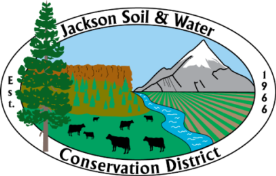 Jackson Soil & Water
Est.
1966
Conservation District